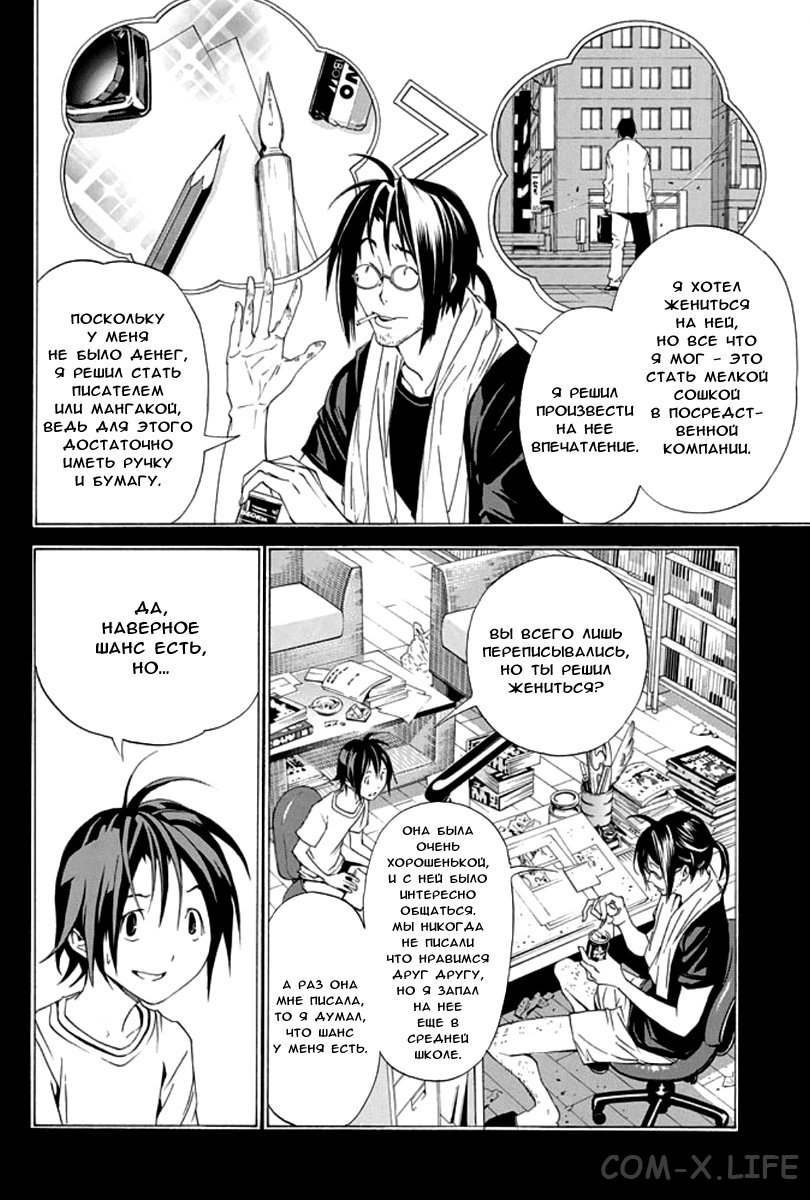 Я ХОТЕЛ
ЖЕНИТЬСЯ
НА НЕЙ,
НО ВСЕ ЧТО
Я МОГ - ЭТО
СТАТЬ МЕЛКОЙ
СОШКОЙ
В ПОСРЕДСТ-
ВЕННОЙ
КОМПАНИИ.
Я РЕШИЛ
ПРОИЗВЕСТИ
НА НЕЕ
ВПЕЧАТЛЕНИЕ.
ПОСКОЛЬКУ
У МЕНЯ
НЕ БЫЛО ДЕНЕГ,
Я РЕШИЛ СТАТЬ
ПИСАТЕЛЕМ
ИЛИ МАНГАКОЙ,
ВЕДЬ ДЛЯ ЭТОГО
ДОСТАТОЧНО
ИМЕТЬ РУЧКУ
И БУМАГУ.
ВЫ ВСЕГО ЛИШЬ
ПЕРЕПИСЫВАЛИСЬ,
НО ТЫ РЕШИЛ
ЖЕНИТЬСЯ?
ОНА БЫЛА
ОЧЕНЬ
ХОРОШЕНЬКОЙ,
И С НЕЙ БЫЛО
ИНТЕРЕСНО
ОБЩАТЬСЯ.
МЫ НИКОГДА
НЕ ПИСАЛИ
ЧТО НРАВИМСЯ
ДРУГ ДРУГУ,
НО Я ЗАПАЛ
НА НЕЕ
ЕЩЕ В
СРЕДНЕЙ
ШКОЛЕ.
А РАЗ ОНА
МНЕ ПИСАЛА,
ТО Я ДУМАЛ,
ЧТО ШАНС
У МЕНЯ ЕСТЬ.
ДА,
НАВЕРНОЕ
ШАНС ЕСТЬ,
НО...
COM-X.LIFE